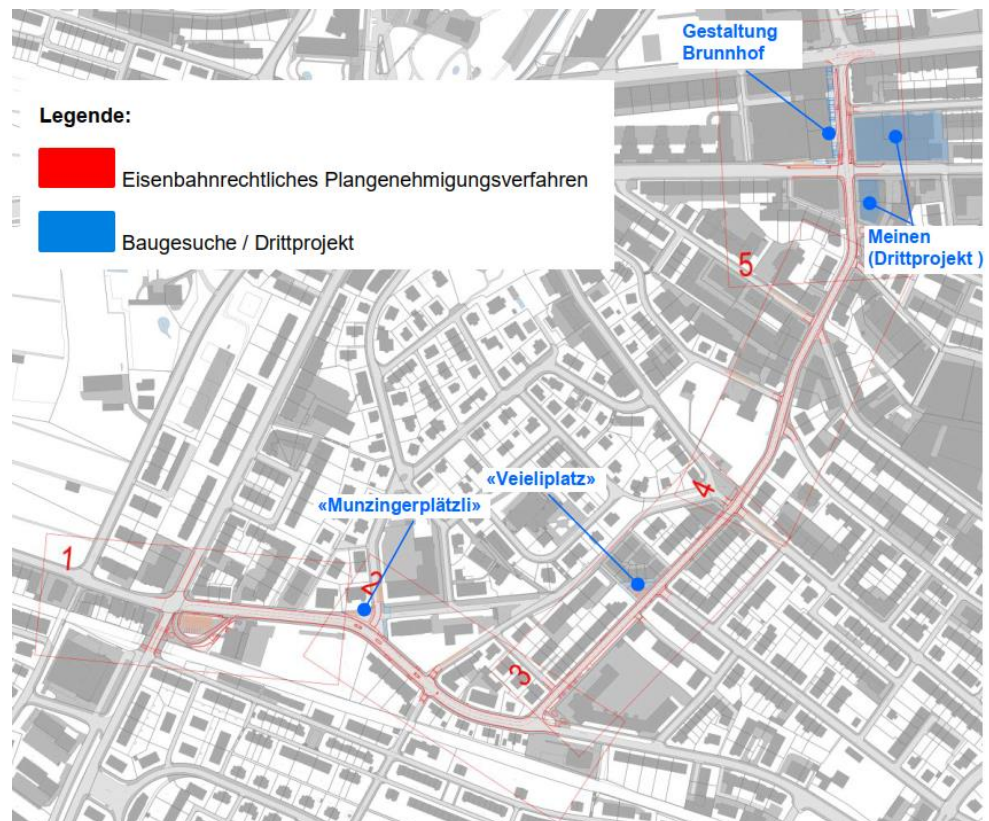 Gestaltung
Brunnhof
Legende:
Eisenbahnrechtliches Plangenehmigungsverfahren
Baugesuche / Drittprojekt
Meinen
(Drittprojekt )
5
«Veieliplatz»
4
«Munzingerplätzli»
1
2
3